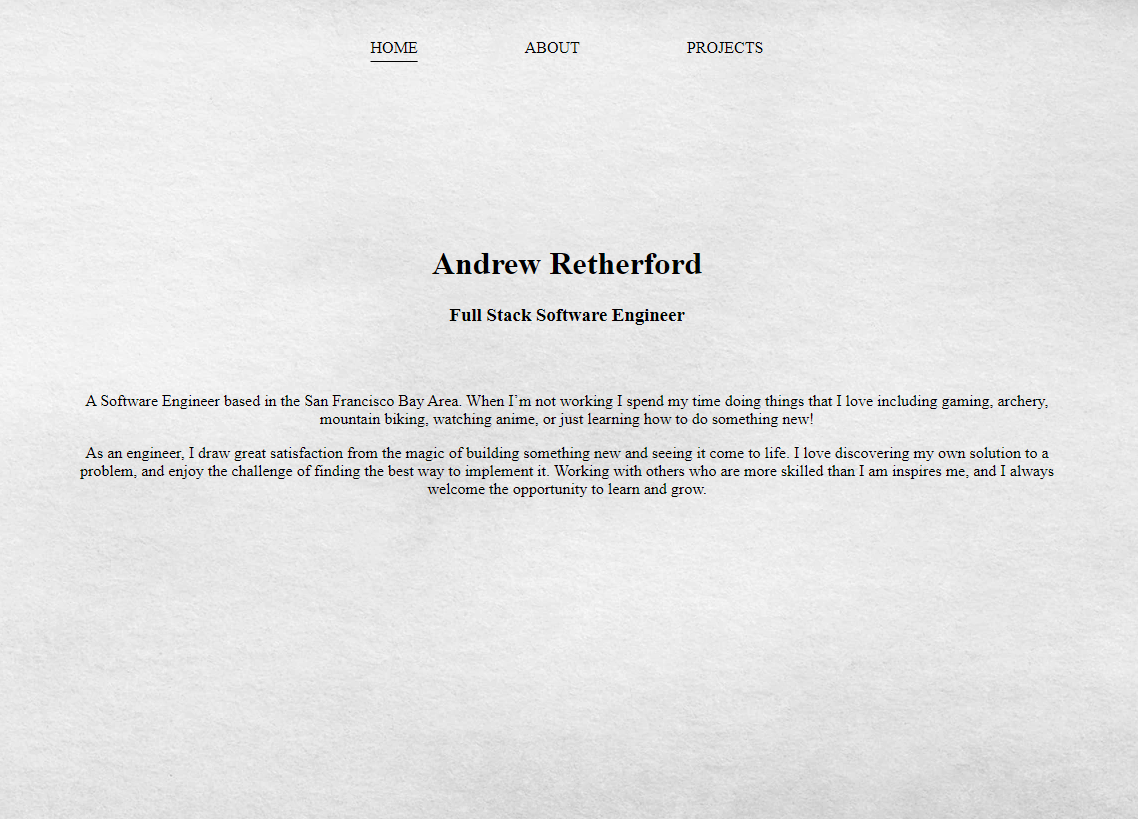 HOME ABOUT PROJECTS
Andrew Retherford
Full Stack Software Engineer
A Software Engineer based in the San Francisco Bay Area. When I’m not working I spend my time doing things that I love including gaming, archery,
mountain biking, watching anime, or just learning how to do something new!
As an engineer, I draw great satisfaction from the magic of building something new and seeing it come to life. I love discovering my own solution to a
problem, and enjoy the challenge of finding the best way to implement it. Working with others who are more skilled than I am inspires me, and I always
welcome the opportunity to learn and grow.